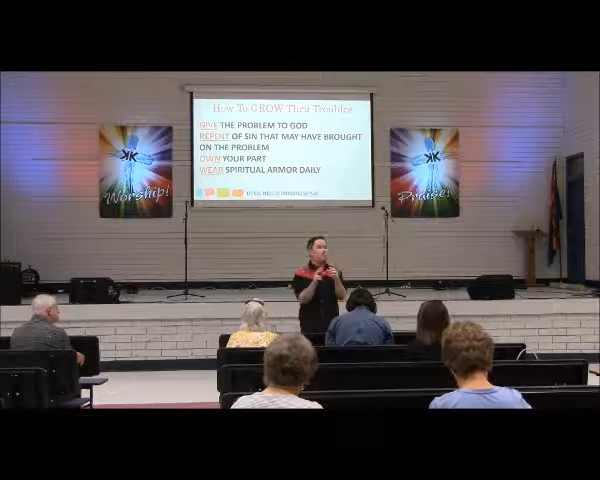 How To GROW Thru Troubles
GIVE THE PROBLEM TO GOD
REPENT OF SIN THAT MAY HAVE BROUGHT
ON THE PROBLEM
OWN YOUR PART
WEAR SPIRITUAL ARMOR DAILY
Worship!
Praise!